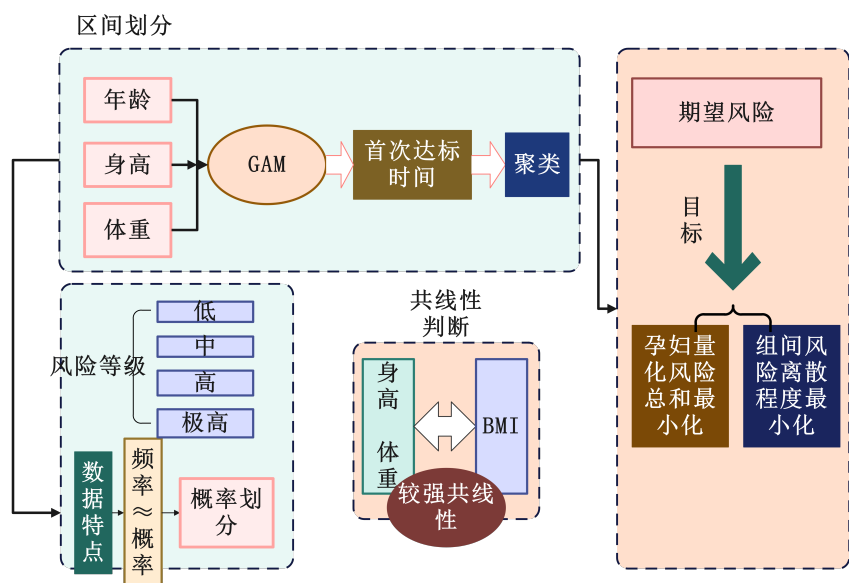 区间划分
年龄
身高
体重
GAM
首次达标
时间
聚类
期望风险
目
标
孕妇量
化风险
总和最
小化
组间风
险离散
程度最
小化
风险等级
低
中
高
极高
数
据
特
点
频
率
≈
概
率
概率划
分
共线性
判断
身
高
体
重
BMI
较强共线
性